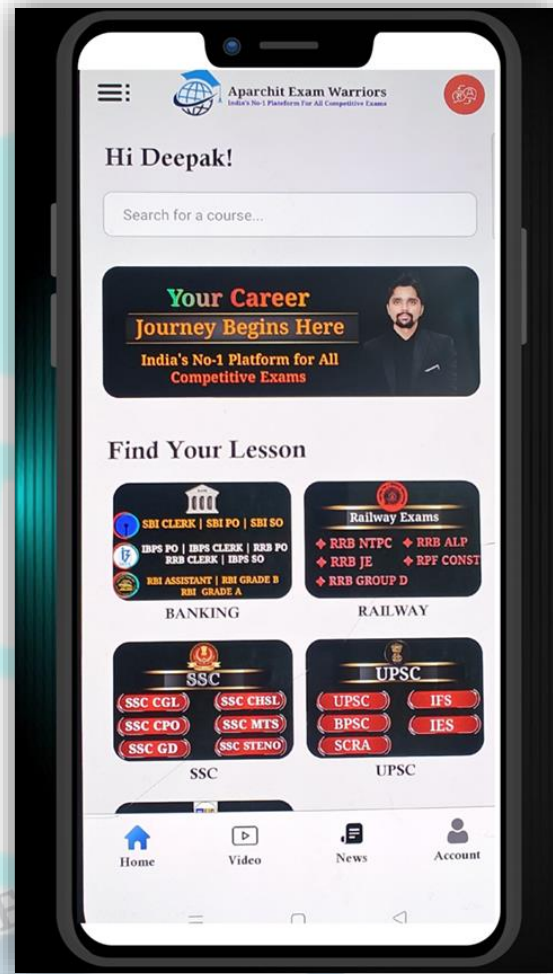 Aparchit Exam Warriors
India's No-1 Plateform For All Competitive Exams
Hi Deepak!
Search for a course...
Your Career
Journey Begins Here
India's No-1 Platform for All
Competitive Exams
Find Your Lesson
BANK
SBI CLERK | SBI PO | SBI SO
IBPS PO | IBPS CLERK | RRB PO
RRB CLERK | IBPS SO
RBI ASSISTANT | RBI GRADE B
RBI GRADE A
BANKING
Railway Exams
RRB NTPC RRB ALP
RRB JE RPF CONST
RRB GROUP D
RAILWAY
SSC
SSC CGL SSC CHSL
SSC CPO SSC MTS
SSC GD SSC STENO
SSC
UPSC
UPSC IFS
BPSC IES
SCRA
UPSC
Home Video News Account